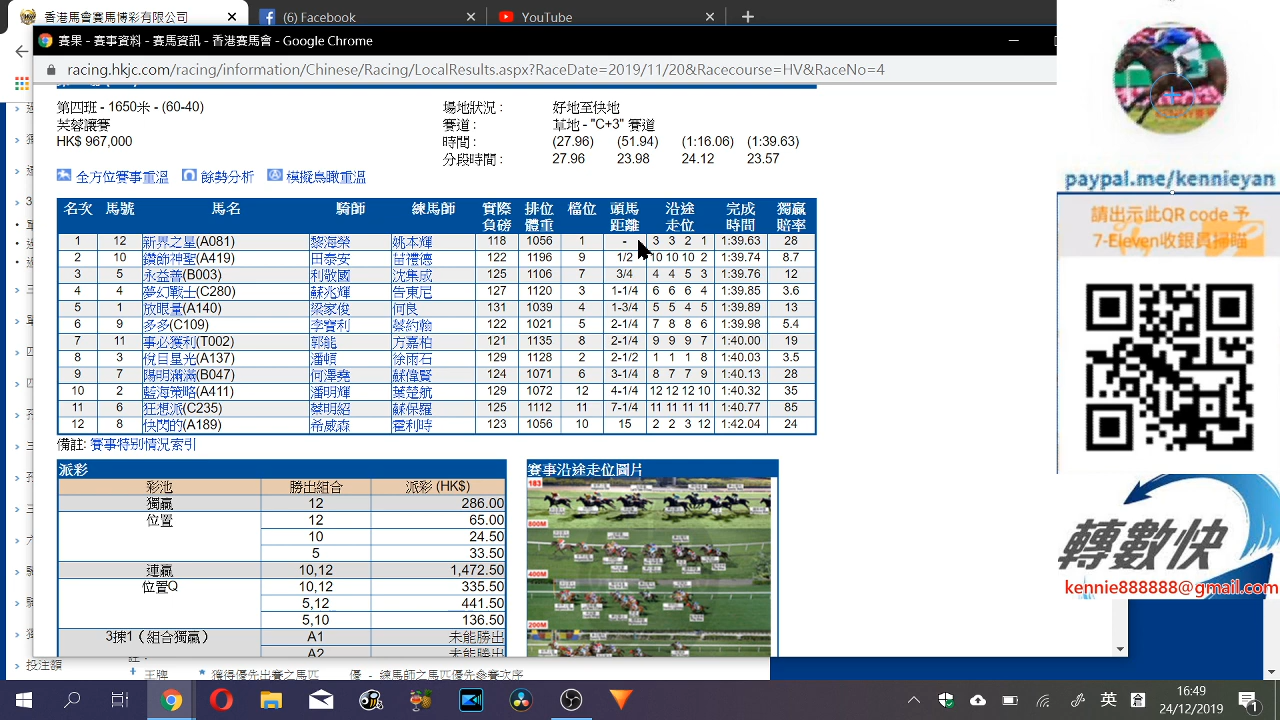 香港賽馬會賽馬博彩有限公司
(6) Facebook
YouTube
賽果 - 賽事資料 - 賽馬資訊 - 香港賽馬會 - Google Chrome
racing.hkjc.com/racing/information/Chinese/Racing/LocalResults.aspx?RaceDate=2019/11/20&Racecourse=HV&RaceNo=4
第四班 - 1650米 - (60-40) 場地狀況 : 好地至快地
芙蓉讓賽 賽道 : 草地 - "C+3" 賽道
HK$ 967,000 時間 : (27.96) (51.94) (1:16.06) (1:39.63)
分段時間 : 27.96 23.98 24.12 23.57
全方位賽事重溫 餘勢分析 模擬鳥瞰重溫
名次 馬號 馬名 騎師 練馬師 實際負磅 排位體重 檔位 頭馬距離 沿途走位 完成時間 獨贏賠率
1 12 新界之星(A081) 黎海榮 姚本輝 118 1056 1 - 3 3 2 1 1:39.63 28
2 10 鑽飾神聖(A419) 田泰安 苗禮德 122 1196 9 1/2 10 10 10 2 1:39.74 8.7
3 5 永益善(B003) 利敬國 沈集成 125 1106 7 3/4 4 4 5 3 1:39.76 12
4 4 夢幻戰士(C280) 蘇兆輝 告東尼 127 1120 3 1-1/4 6 6 6 4 1:39.85 3.6
5 1 放眼量(A140) 梁家俊 何良 131 1039 4 1-3/4 5 5 4 5 1:39.89 13
6 9 多多(C109) 李寶利 蔡約翰 122 1021 5 2-1/4 7 8 8 6 1:39.98 5.4
7 11 事必獲利(T002) 郭能 方嘉柏 121 1135 8 2-1/4 9 9 9 7 1:40.00 19
8 3 悅目星光(A137) 潘頓 徐雨石 129 1128 2 2-1/2 1 1 1 8 1:40.03 3.5
9 7 陽明滿滿(B047) 何澤堯 蘇偉賢 124 1071 6 3-1/4 8 7 7 9 1:40.13 28
10 2 藍海策略(A411) 潘明輝 葉楚航 129 1072 12 4-1/4 12 12 12 10 1:40.32 35
11 6 狂想派(C235) 蔡明紹 蘇保羅 125 1112 11 7-1/4 11 11 11 11 1:40.77 85
12 8 快閃的(A189) 希威森 霍利時 123 1056 10 15 2 2 3 12 1:42.04 24
備註: 賽事特別情況索引
派彩
彩池 勝出組合 派彩 (HK$)
獨贏 12 286.00
位置 12 65.00
10 24.50
5 33.50
連贏 10,12 1,472.50
位置Q 10,12 335.50
5,12 441.50
5,10 136.50
3揀1 (組合獨贏) A1 未能勝出
A2
賽事沿途走位圖片
183
800M
400M
200M
投注額
paypal.me/kennieyan
請出示此QR code 予
7-Eleven收銀員掃瞄
轉數快
kennie888888@gmail.com
英
16:49
24/12/2019